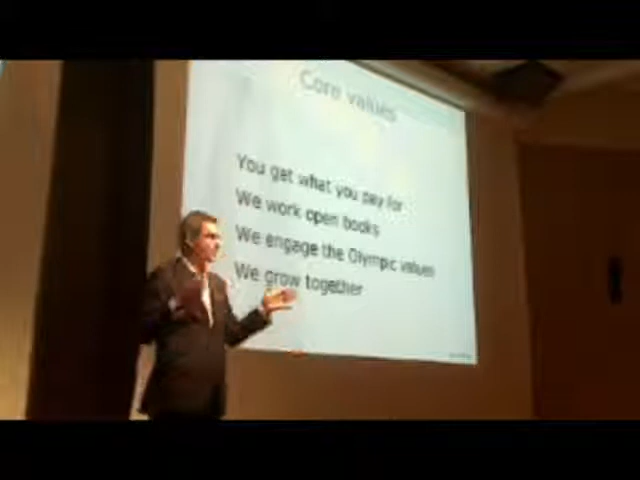 Core values
You get what you pay for
We work open books
We engage the Olympic values
We grow together